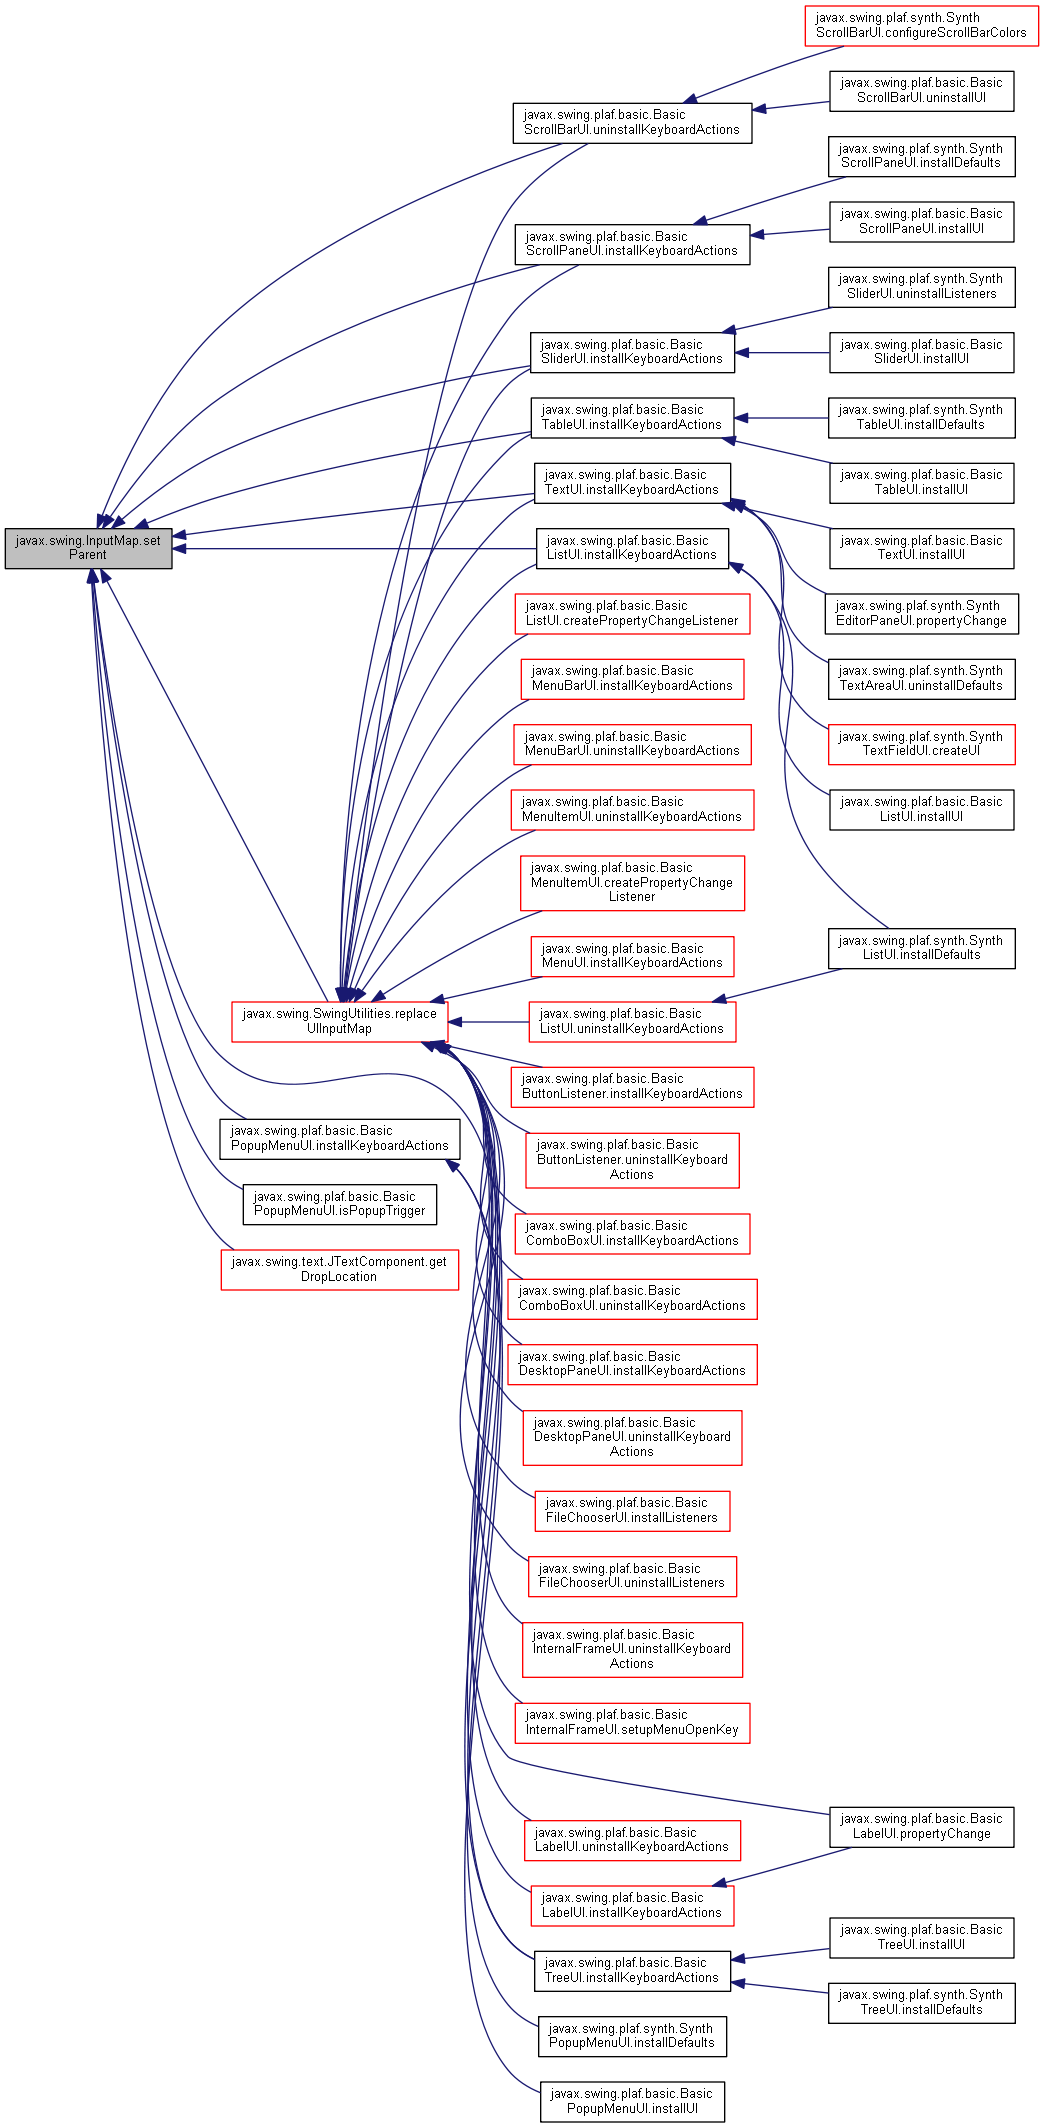 javax.swing.plaf.synth.Synth
ScrollBarUI.configureScrollBarColors
javax.swing.plaf.basic.Basic
ScrollBarUI.uninstallUI
javax.swing.plaf.basic.Basic
ScrollBarUI.uninstallKeyboardActions
javax.swing.plaf.synth.Synth
ScrollPaneUI.installDefaults
javax.swing.plaf.basic.Basic
ScrollPaneUI.installUI
javax.swing.plaf.basic.Basic
ScrollPaneUI.installKeyboardActions
javax.swing.plaf.synth.Synth
SliderUI.uninstallListeners
javax.swing.plaf.basic.Basic
SliderUI.installUI
javax.swing.plaf.basic.Basic
SliderUI.installKeyboardActions
javax.swing.plaf.synth.Synth
TableUI.installDefaults
javax.swing.plaf.basic.Basic
TableUI.installKeyboardActions
javax.swing.plaf.basic.Basic
TableUI.installUI
javax.swing.plaf.basic.Basic
TextUI.installKeyboardActions
javax.swing.plaf.basic.Basic
TextUI.installUI
javax.swing.InputMap.set
Parent
javax.swing.plaf.basic.Basic
ListUI.installKeyboardActions
javax.swing.plaf.synth.Synth
EditorPaneUI.propertyChange
javax.swing.plaf.basic.Basic
ListUI.createPropertyChangeListener
javax.swing.plaf.synth.Synth
TextAreaUI.uninstallDefaults
javax.swing.plaf.basic.Basic
MenuBarUI.installKeyboardActions
javax.swing.plaf.synth.Synth
TextFieldUI.createUI
javax.swing.plaf.basic.Basic
MenuBarUI.uninstallKeyboardActions
javax.swing.plaf.basic.Basic
ListUI.installUI
javax.swing.plaf.basic.Basic
MenuItemUI.uninstallKeyboardActions
javax.swing.plaf.basic.Basic
MenuItemUI.createPropertyChange
Listener
javax.swing.plaf.synth.Synth
ListUI.installDefaults
javax.swing.plaf.basic.Basic
MenuUI.installKeyboardActions
javax.swing.SwingUtilities.replace
UIInputMap
javax.swing.plaf.basic.Basic
ListUI.uninstallKeyboardActions
javax.swing.plaf.basic.Basic
ButtonListener.installKeyboardActions
javax.swing.plaf.basic.Basic
PopupMenuUI.installKeyboardActions
javax.swing.plaf.basic.Basic
ButtonListener.uninstallKeyboard
Actions
javax.swing.plaf.basic.Basic
PopupMenuUI.isPopupTrigger
javax.swing.plaf.basic.Basic
ComboBoxUI.installKeyboardActions
javax.swing.text.JTextComponent.get
DropLocation
javax.swing.plaf.basic.Basic
ComboBoxUI.uninstallKeyboardActions
javax.swing.plaf.basic.Basic
DesktopPaneUI.installKeyboardActions
javax.swing.plaf.basic.Basic
DesktopPaneUI.uninstallKeyboard
Actions
javax.swing.plaf.basic.Basic
FileChooserUI.installListeners
javax.swing.plaf.basic.Basic
FileChooserUI.uninstallListeners
javax.swing.plaf.basic.Basic
InternalFrameUI.uninstallKeyboard
Actions
javax.swing.plaf.basic.Basic
InternalFrameUI.setupMenuOpenKey
javax.swing.plaf.basic.Basic
LabelUI.propertyChange
javax.swing.plaf.basic.Basic
LabelUI.uninstallKeyboardActions
javax.swing.plaf.basic.Basic
LabelUI.installKeyboardActions
javax.swing.plaf.basic.Basic
TreeUI.installUI
javax.swing.plaf.basic.Basic
TreeUI.installKeyboardActions
javax.swing.plaf.synth.Synth
TreeUI.installDefaults
javax.swing.plaf.synth.Synth
PopupMenuUI.installDefaults
javax.swing.plaf.basic.Basic
PopupMenuUI.installUI